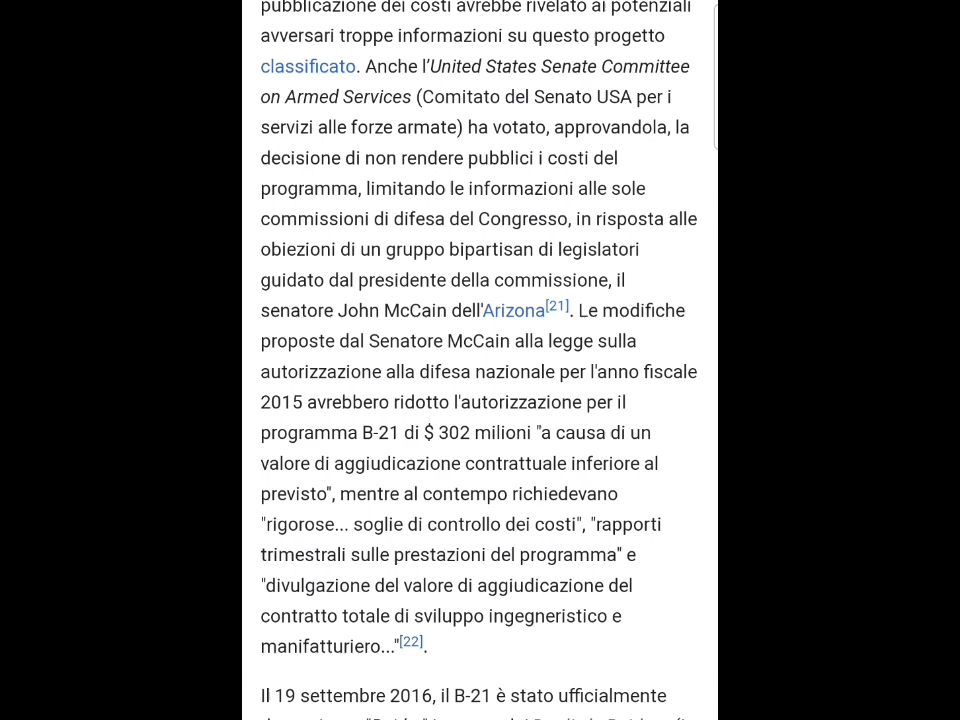 pubblicazione dei costi avrebbe rivelato ai potenziali
avversari troppe informazioni su questo progetto
classificato. Anche l'United States Senate Committee
on Armed Services (Comitato del Senato USA per i
servizi alle forze armate) ha votato, approvandola, la
decisione di non rendere pubblici i costi del
programma, limitando le informazioni alle sole
commissioni di difesa del Congresso, in risposta alle
obiezioni di un gruppo bipartisan di legislatori
guidato dal presidente della commissione, il
senatore John McCain dell'Arizona[21]. Le modifiche
proposte dal Senatore McCain alla legge sulla
autorizzazione alla difesa nazionale per l'anno fiscale
2015 avrebbero ridotto l'autorizzazione per il
programma B-21 di $ 302 milioni "a causa di un
valore di aggiudicazione contrattuale inferiore al
previsto", mentre al contempo richiedevano
"rigorose... soglie di controllo dei costi", "rapporti
trimestrali sulle prestazioni del programma" e
"divulgazione del valore di aggiudicazione del
contratto totale di sviluppo ingegneristico e
manifatturiero..."[22].
Il 19 settembre 2016, il B-21 è stato ufficialmente